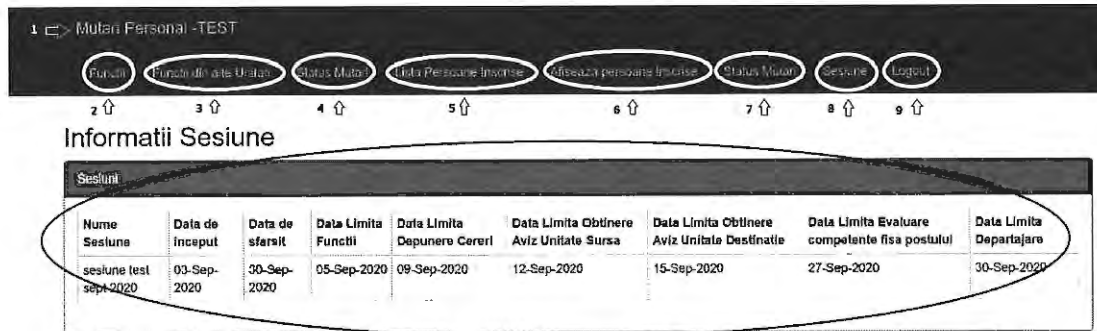 1 ⇨ Mutari Personal -TEST
Functii Functii din alte Unitati Status Mutari Lista Persoane Inscrise Afiseaza persoane Inscrise Status Mutari Sesiune Logout
2 ⇧ 3 ⇧ 4 ⇧ 5 ⇧ 6 ⇧ 7 ⇧ 8 ⇧ 9 ⇧
Informatii Sesiune
Sesiuni
Nume Data de Data de Data Limita Data Limita Data Limita Obtinere Data Limita Obtinere Data Limita Evaluare Data Limita
Sesiune inceput sfarsit Functii Depunere Cereri Aviz Unitate Sursa Aviz Unitate Destinatie competente fisa postului Departajare
sesiune test 03-Sep- 30-Sep- 05-Sep-2020 09-Sep-2020 12-Sep-2020 15-Sep-2020 27-Sep-2020 30-Sep-2020
sept 2020 2020 2020